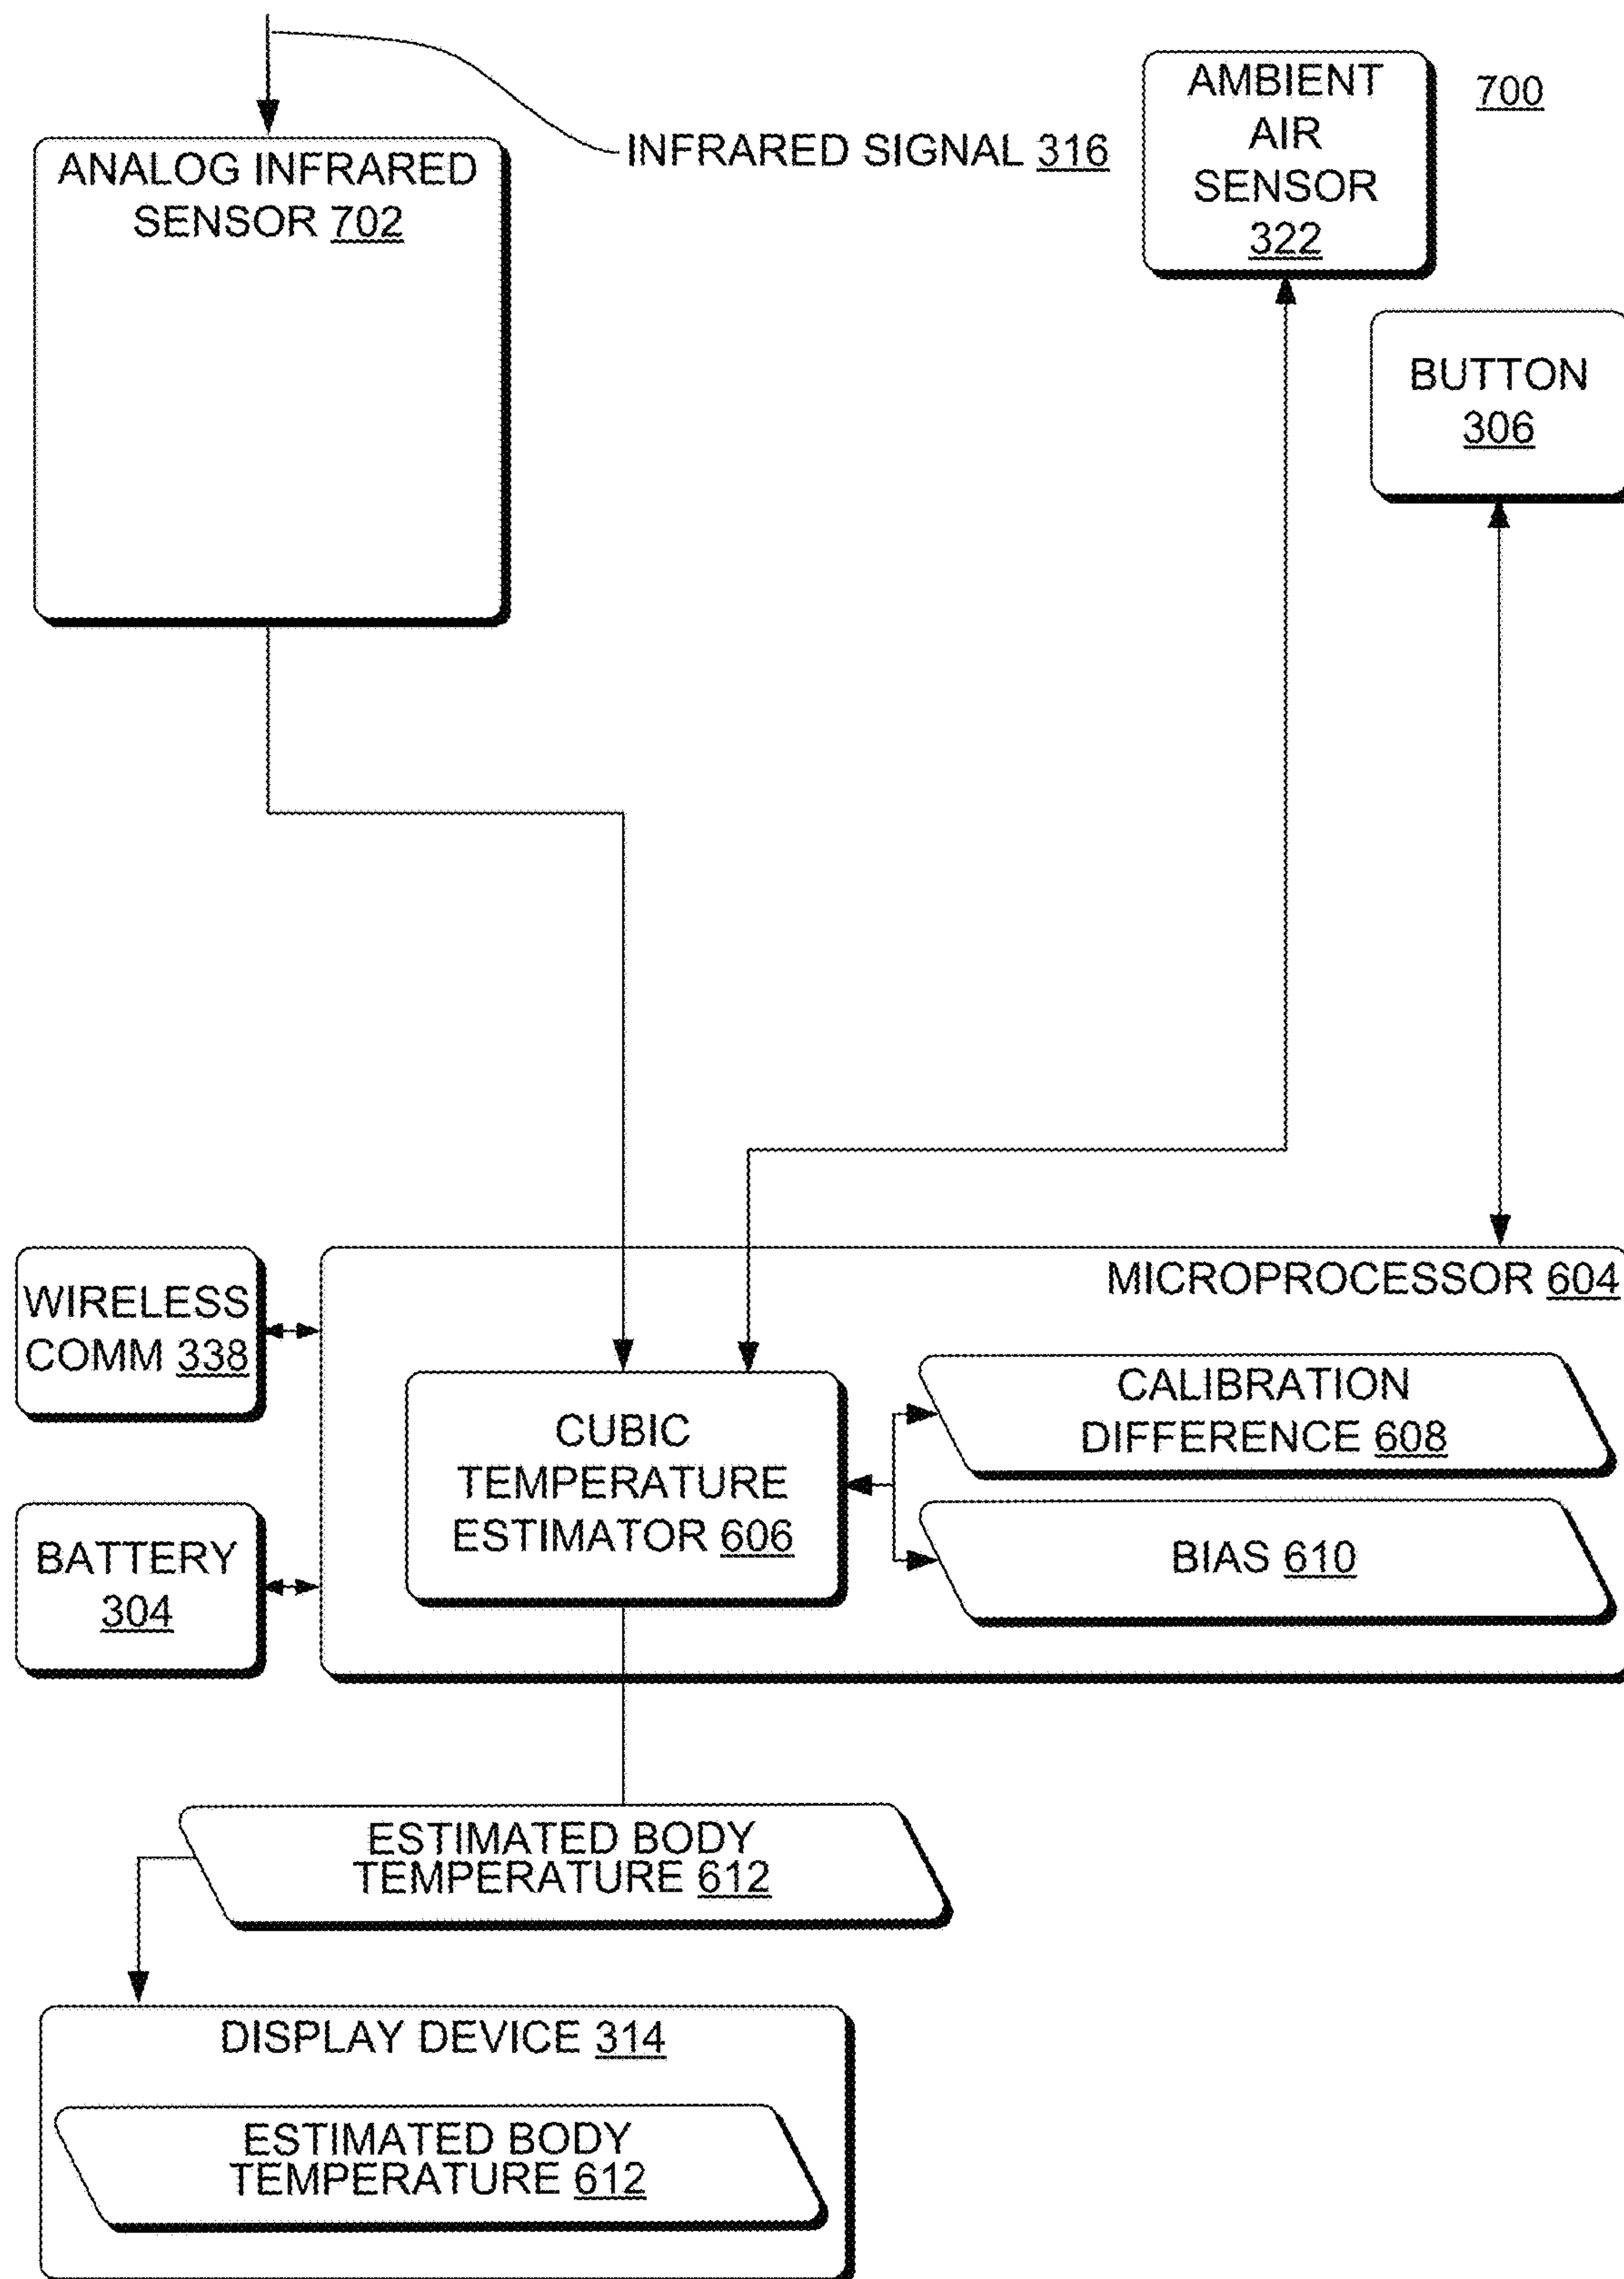 AMBIENT
AIR
SENSOR
322
700
ANALOG INFRARED
SENSOR 702
INFRARED SIGNAL 316
BUTTON
306
MICROPROCESSOR 604
WIRELESS
COMM 338
CALIBRATION
DIFFERENCE 608
CUBIC
TEMPERATURE
ESTIMATOR 606
BIAS 610
BATTERY
304
ESTIMATED BODY
TEMPERATURE 612
DISPLAY DEVICE 314
ESTIMATED BODY
TEMPERATURE 612